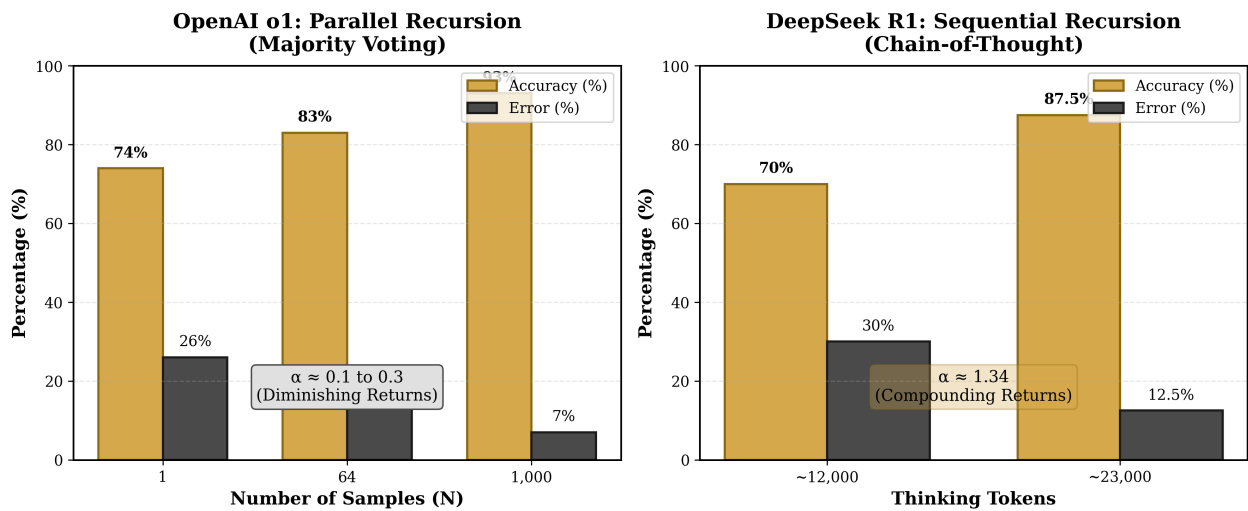 OpenAI o1: Parallel Recursion
(Majority Voting)
100
80
60
40
20
0
Percentage (%)
74%
26%
83%
93%
7%
Accuracy (%)
Error (%)
α ≈ 0.1 to 0.3
(Diminishing Returns)
1
64
1,000
Number of Samples (N)
DeepSeek R1: Sequential Recursion
(Chain-of-Thought)
100
80
60
40
20
0
Percentage (%)
70%
30%
87.5%
12.5%
Accuracy (%)
Error (%)
α ≈ 1.34
(Compounding Returns)
~12,000
~23,000
Thinking Tokens